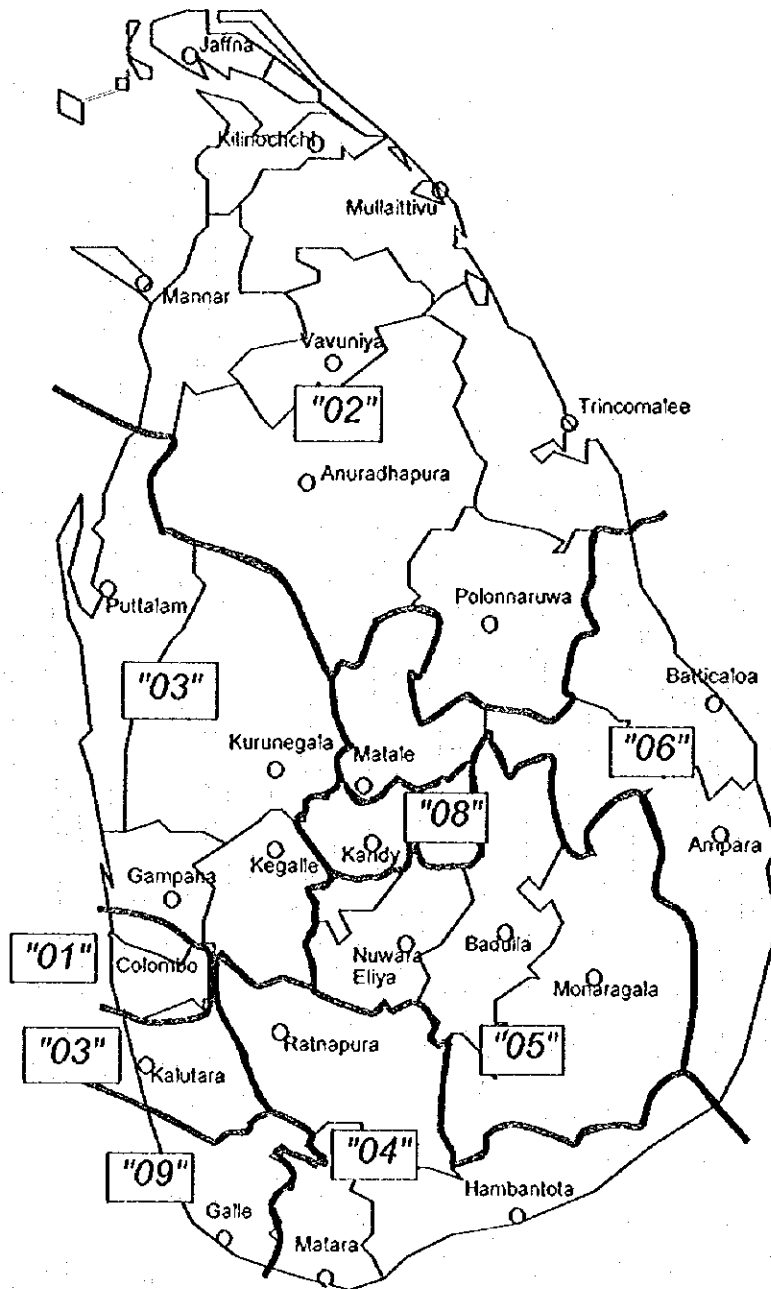 Jaffna
Kilinochchi
Mullaittivu
Mannar
Vavuniya
"02"
Trincomalee
Anuradhapura
Puttalam
Polonnaruwa
"03"
Batticaloa
Kurunegala
Matale
"06"
"08"
Ampara
Kegalle
Kandy
Gampaha
"01"
Colombo
Nuwara
Eliya
Badulla
Monaragala
"03"
Kalutara
Ratnapura
"05"
"09"
"04"
Hambantota
Galle
Matara